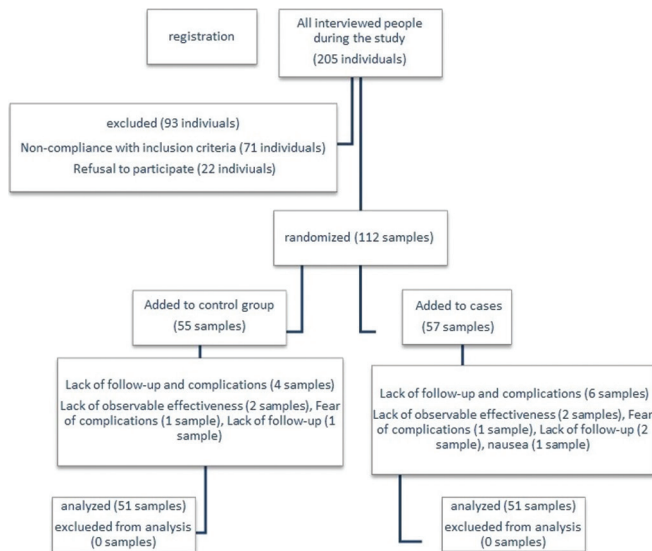 registration
All interviewed people
during the study
(205 individuals)
excluded (93 indiviuals)
Non-compliance with inclusion criteria (71 individuals)
Refusal to participate (22 indiviuals)
randomized (112 samples)
Added to control group
(55 samples)
Added to cases
(57 samples)
Lack of follow-up and complications (4 samples)
Lack of observable effectiveness (2 samples), Fear
of complications (1 sample), Lack of follow-up (1
sample)
Lack of follow-up and complications (6 samples)
Lack of observable effectiveness (2 samples), Fear
of complications (1 sample), Lack of follow-up (2
sample), nausea (1 sample)
analyzed (51 samples)
exclueded from analysis
(0 samples)
analyzed (51 samples)
exclueded from analysis
(0 samples)